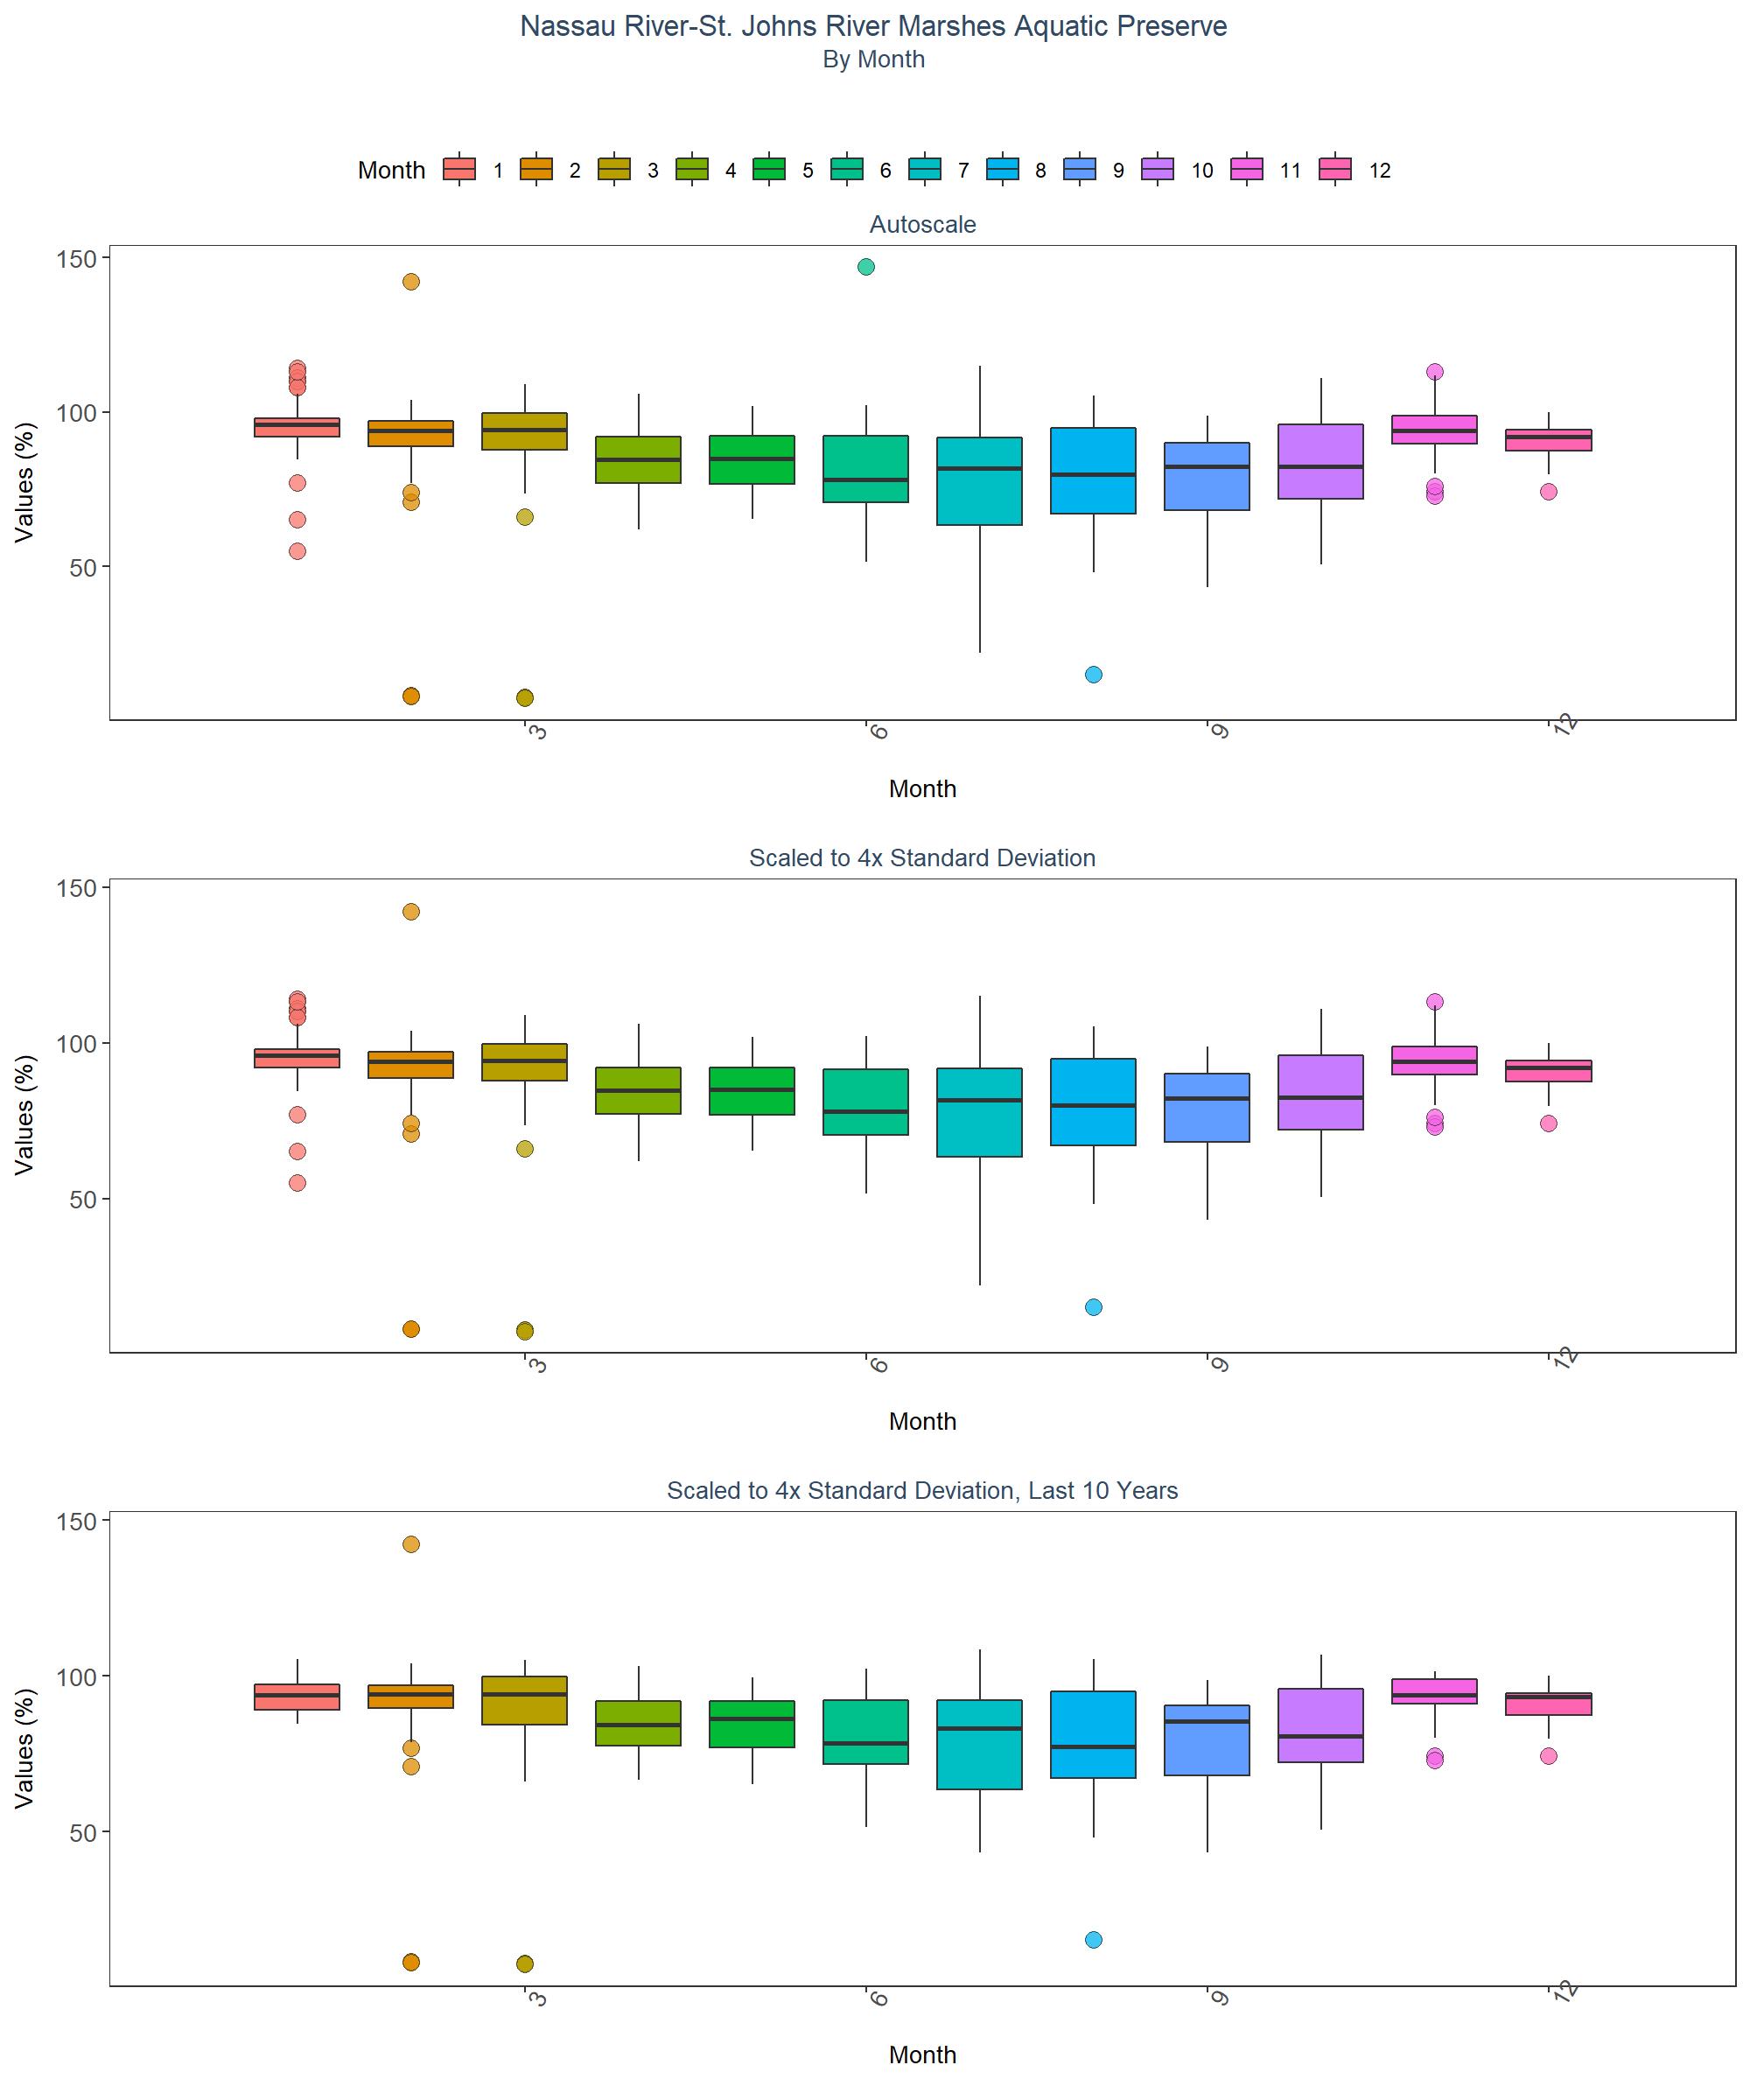 Nassau River-St. Johns River Marshes Aquatic Preserve
By Month
Month 1 2 3 4 5 6 7 8 9 10 11 12
Autoscale
150
100
50
Values (%)
3 6 9 12
Month
Scaled to 4x Standard Deviation
150
100
50
Values (%)
3 6 9 12
Month
Scaled to 4x Standard Deviation, Last 10 Years
150
100
50
Values (%)
3 6 9 12
Month